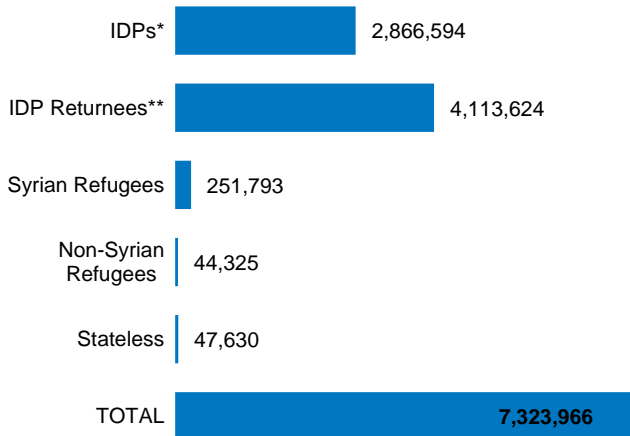 IDPs* 2,866,594
IDP Returnees** 4,113,624
Syrian Refugees 251,793
Non-Syrian
Refugees 44,325
Stateless 47,630
TOTAL 7,323,966